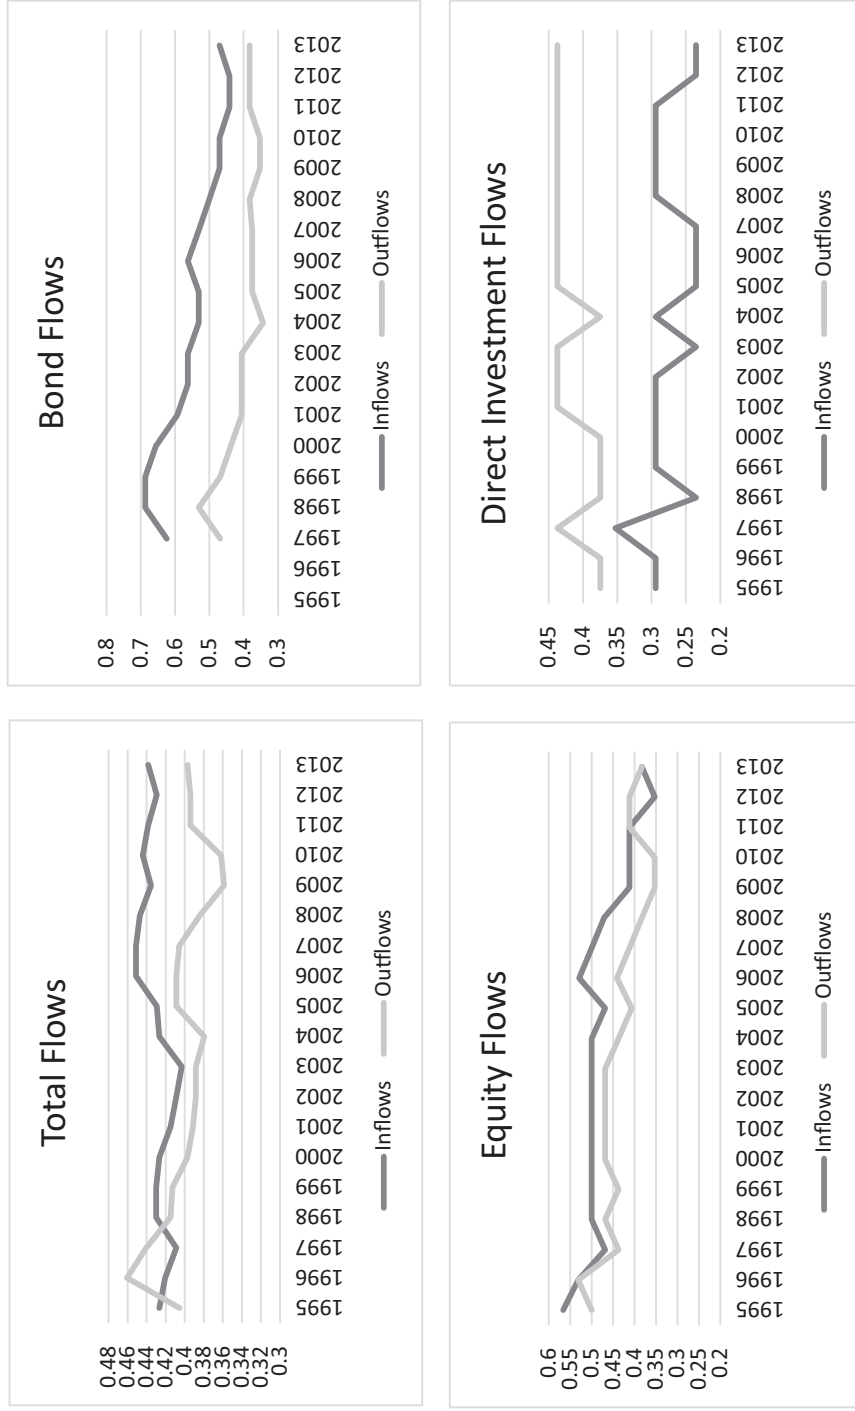 Total Flows
0.48
0.46
0.44
0.42
0.4
0.38
0.36
0.34
0.32
0.3
1995 1996 1997 1998 1999 2000 2001 2002 2003 2004 2005 2006 2007 2008 2009 2010 2011 2012 2013
Inflows Outflows
Bond Flows
0.8
0.7
0.6
0.5
0.4
0.3
1995 1996 1997 1998 1999 2000 2001 2002 2003 2004 2005 2006 2007 2008 2009 2010 2011 2012 2013
Inflows Outflows
Equity Flows
0.6
0.55
0.5
0.45
0.4
0.35
0.3
0.25
0.2
1995 1996 1997 1998 1999 2000 2001 2002 2003 2004 2005 2006 2007 2008 2009 2010 2011 2012 2013
Inflows Outflows
Direct Investment Flows
0.45
0.4
0.35
0.3
0.25
0.2
1995 1996 1997 1998 1999 2000 2001 2002 2003 2004 2005 2006 2007 2008 2009 2010 2011 2012 2013
Inflows Outflows